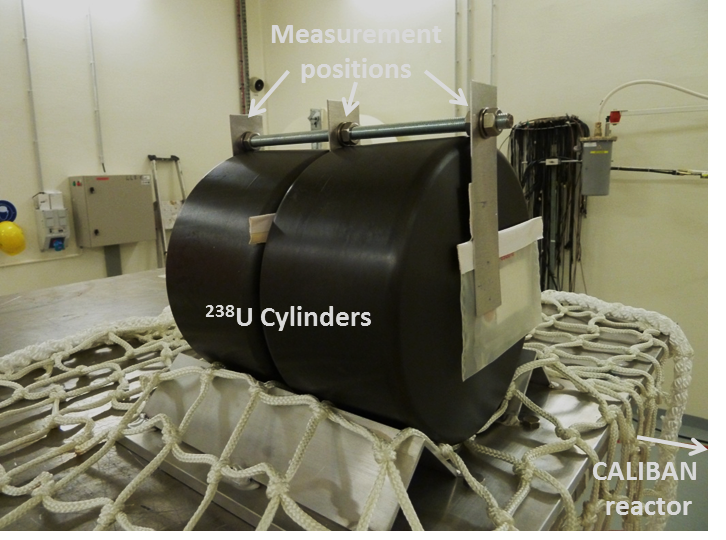 Measurement
positions
²³⁸U Cylinders
CALIBAN
reactor